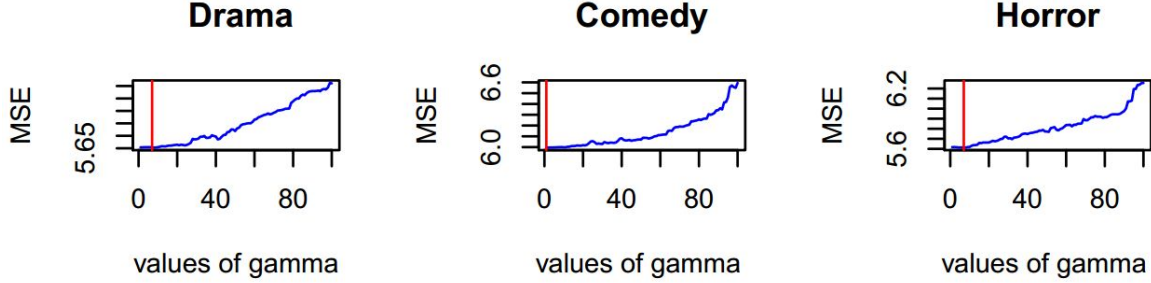 Drama
MSE
5.65
0 40 80
values of gamma
Comedy
MSE
6.0 6.6
0 40 80
values of gamma
Horror
MSE
5.6 6.2
0 40 80
values of gamma